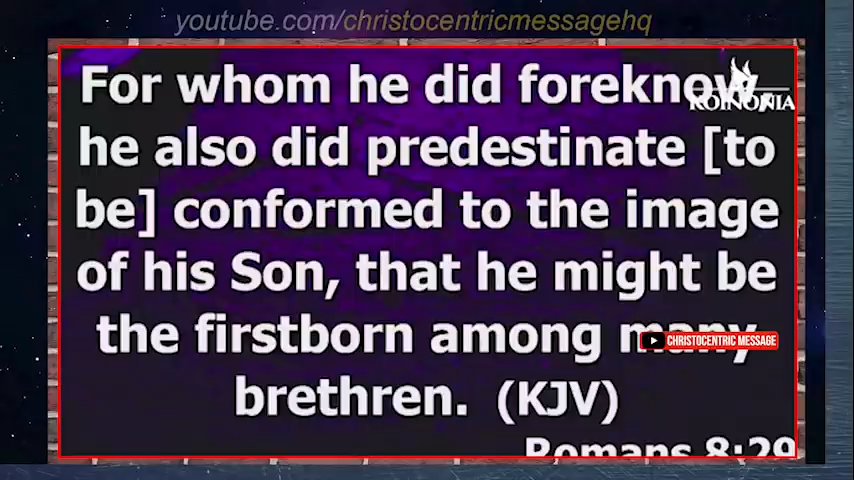 youtube.com/christocentricmessagehq
For whom he did foreknow,
KOINONIA
he also did predestinate [to
be] conformed to the image
of his Son, that he might be
the firstborn among many
CHRISTOCENTRIC MESSAGE
brethren. (KJV)
Romans 8:29